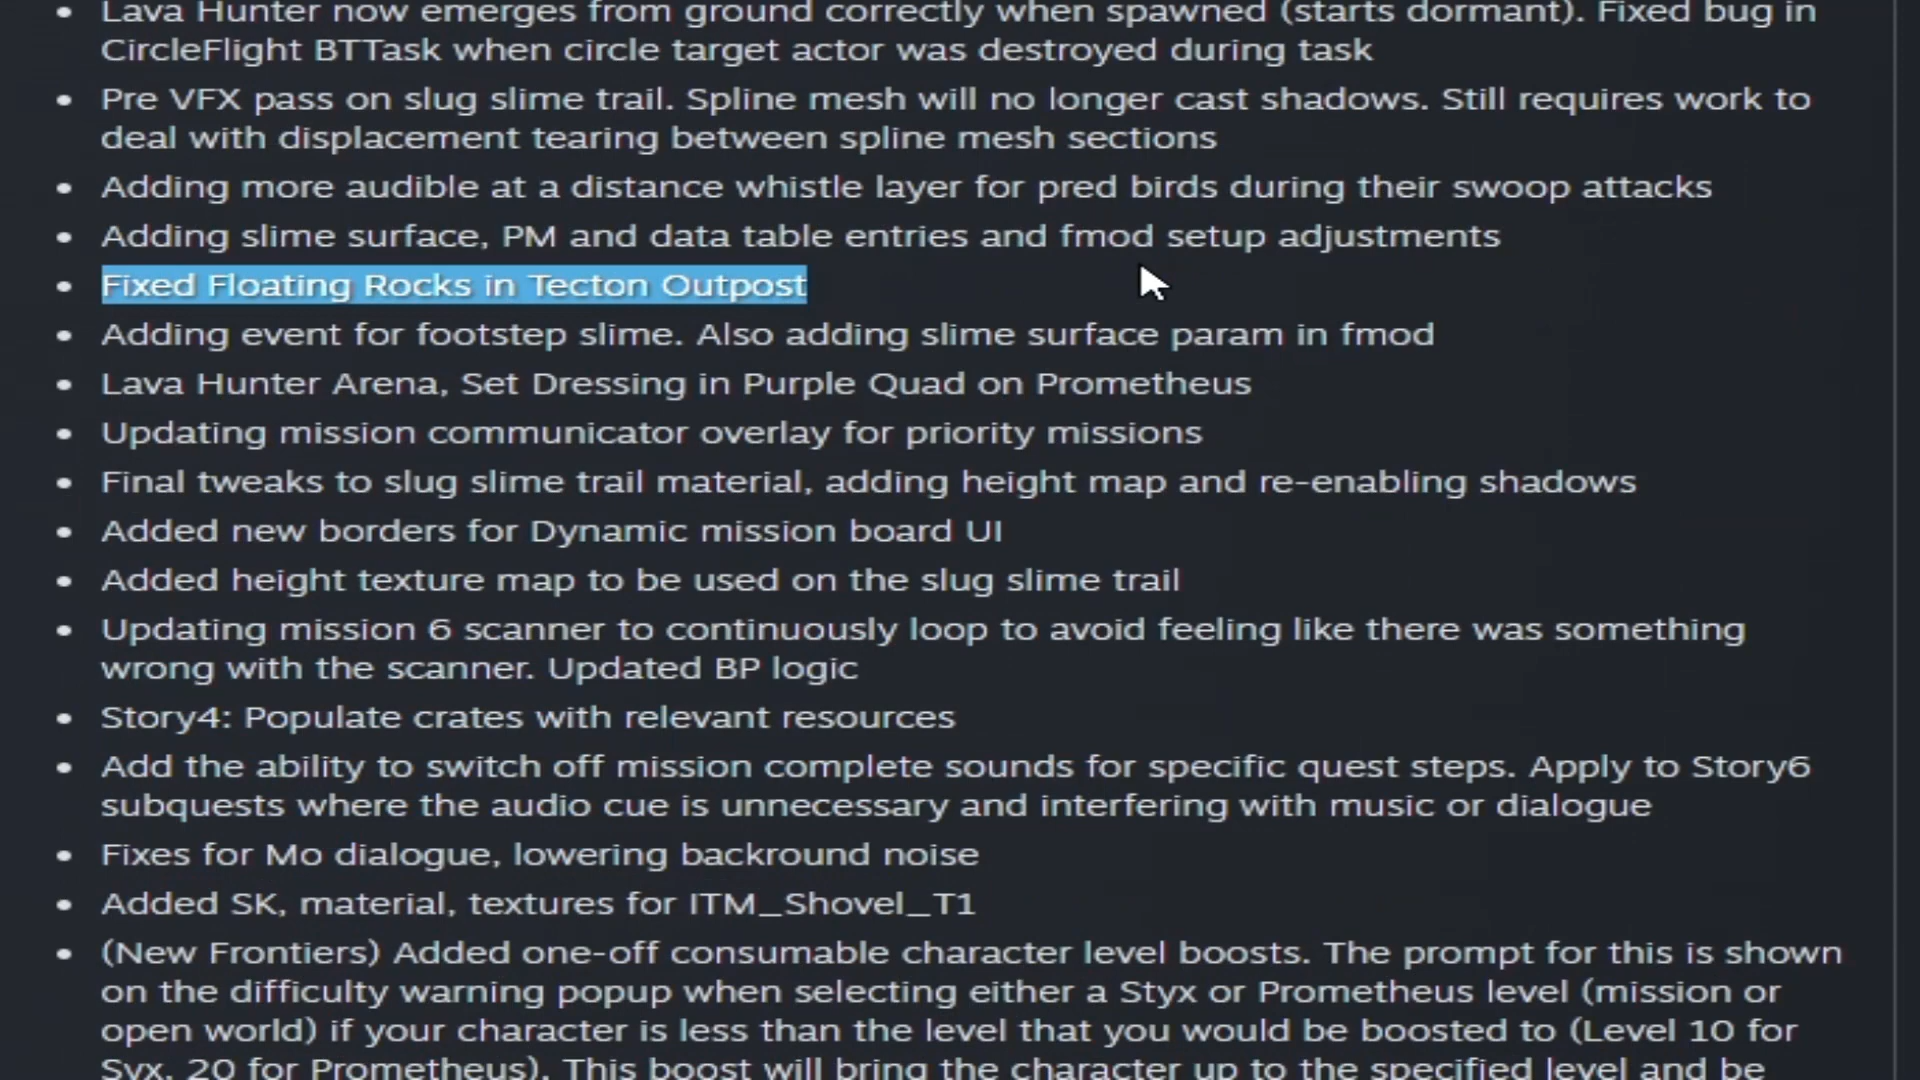 • Lava Hunter now emerges from ground correctly when spawned (starts dormant). Fixed bug in
CircleFlight BTTask when circle target actor was destroyed during task
• Pre VFX pass on slug slime trail. Spline mesh will no longer cast shadows. Still requires work to
deal with displacement tearing between spline mesh sections
• Adding more audible at a distance whistle layer for pred birds during their swoop attacks
• Adding slime surface, PM and data table entries and fmod setup adjustments
• Fixed Floating Rocks in Tecton Outpost
• Adding event for footstep slime. Also adding slime surface param in fmod
• Lava Hunter Arena, Set Dressing in Purple Quad on Prometheus
• Updating mission communicator overlay for priority missions
• Final tweaks to slug slime trail material, adding height map and re-enabling shadows
• Added new borders for Dynamic mission board UI
• Added height texture map to be used on the slug slime trail
• Updating mission 6 scanner to continuously loop to avoid feeling like there was something
wrong with the scanner. Updated BP logic
• Story4: Populate crates with relevant resources
• Add the ability to switch off mission complete sounds for specific quest steps. Apply to Story6
subquests where the audio cue is unnecessary and interfering with music or dialogue
• Fixes for Mo dialogue, lowering backround noise
• Added SK, material, textures for ITM_Shovel_T1
• (New Frontiers) Added one-off consumable character level boosts. The prompt for this is shown
on the difficulty warning popup when selecting either a Styx or Prometheus level (mission or
open world) if your character is less than the level that you would be boosted to (Level 10 for
Syx, 20 for Prometheus). This boost will bring the character up to the specified level and be